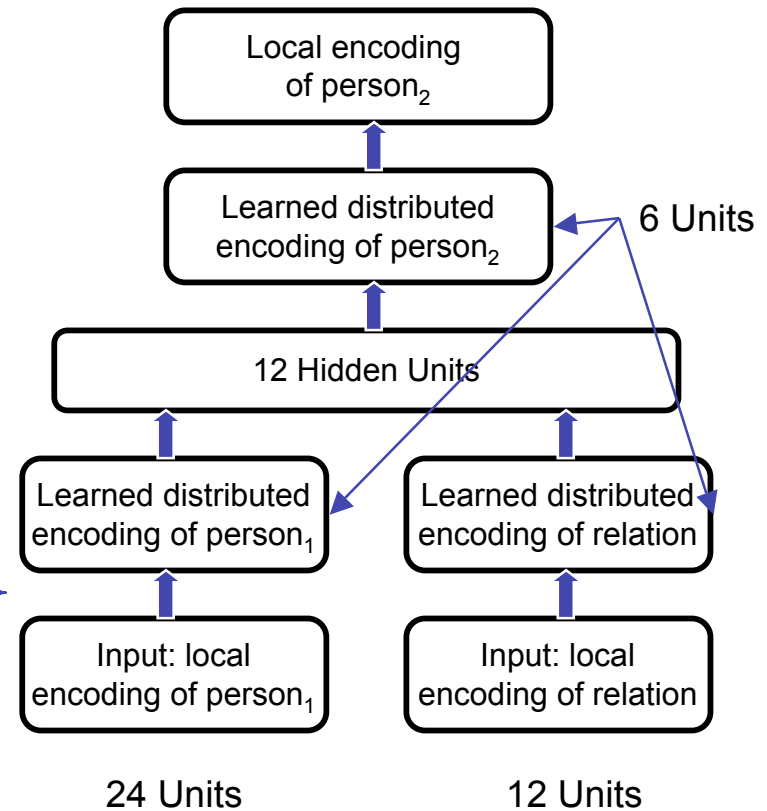 Local encoding
of person₂
Learned distributed
encoding of person₂
6 Units
12 Hidden Units
Learned distributed
encoding of person₁
Learned distributed
encoding of relation
Input: local
encoding of person₁
Input: local
encoding of relation
24 Units
12 Units